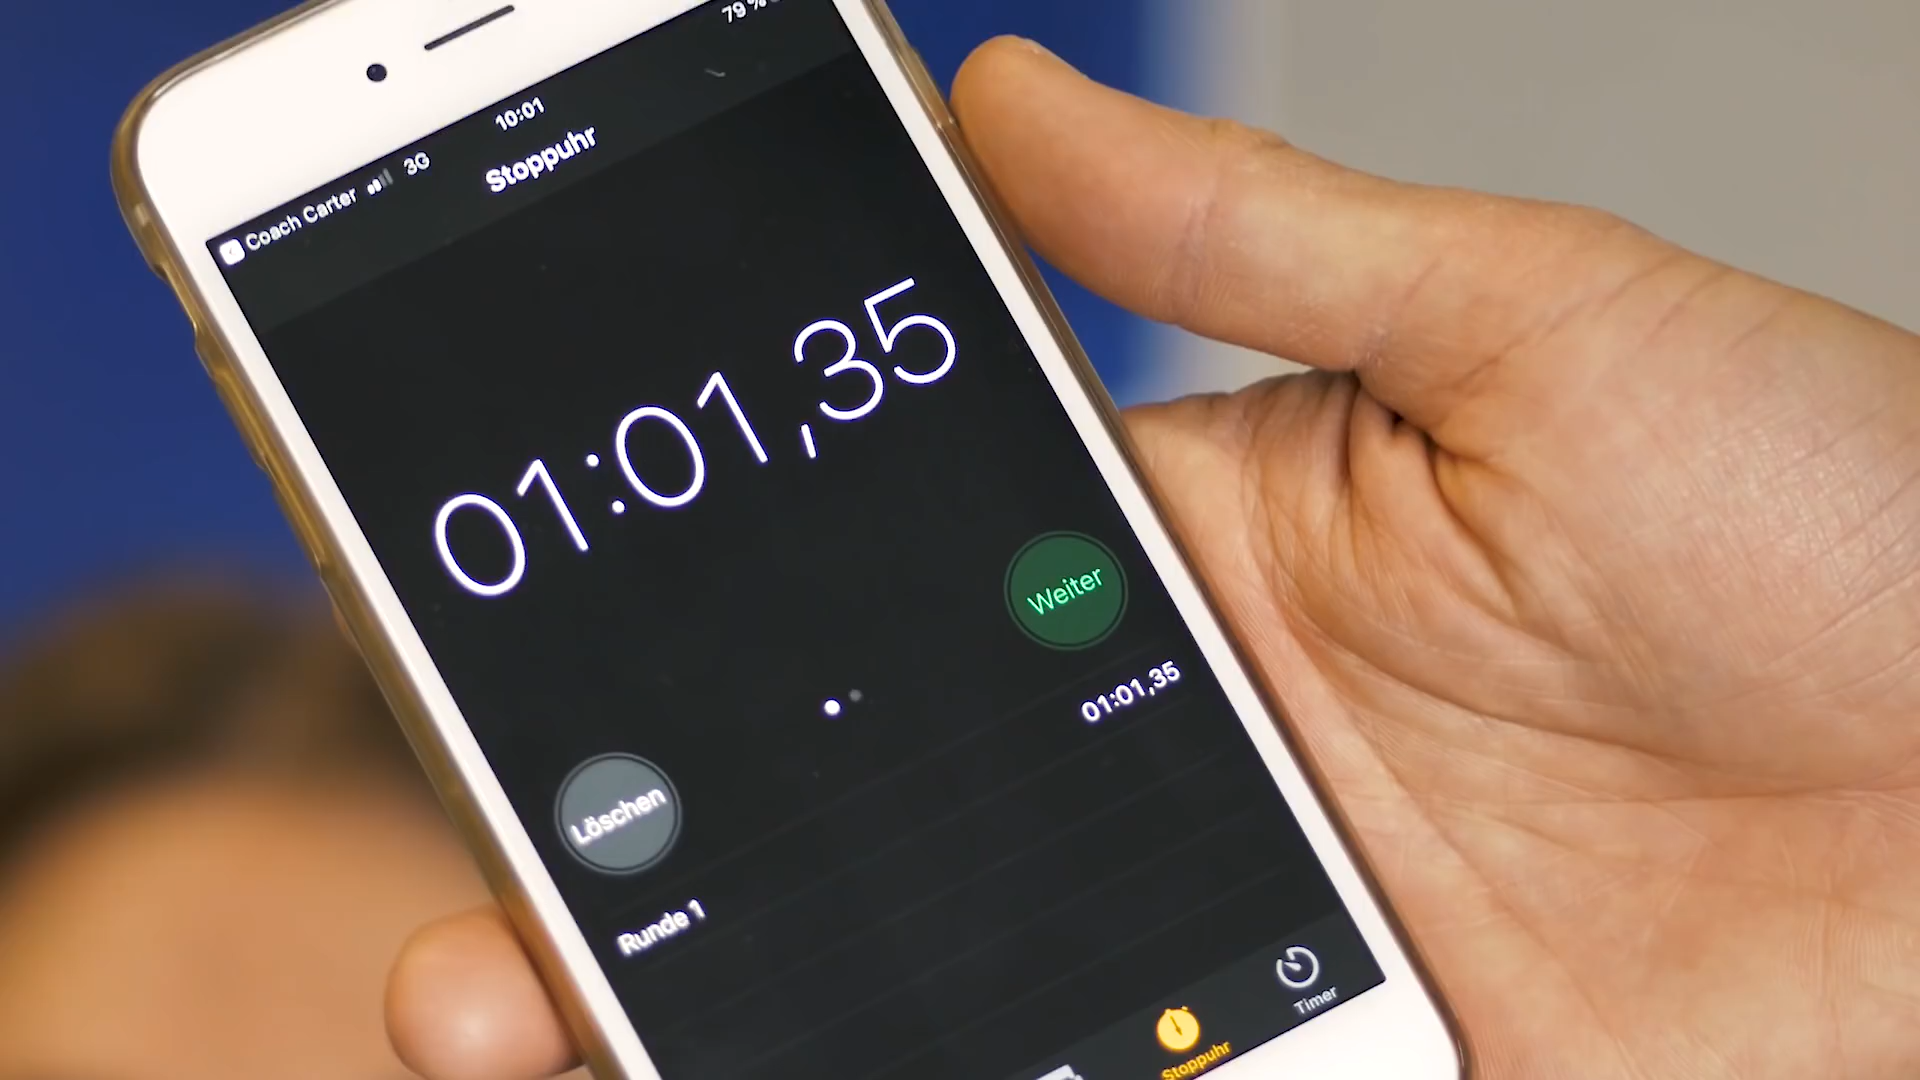 Coach Carter 3G 10:01 79 %
Stoppuhr
01:01,35
Löschen Weiter
Runde 1 01:01,35
Stoppuhr Timer